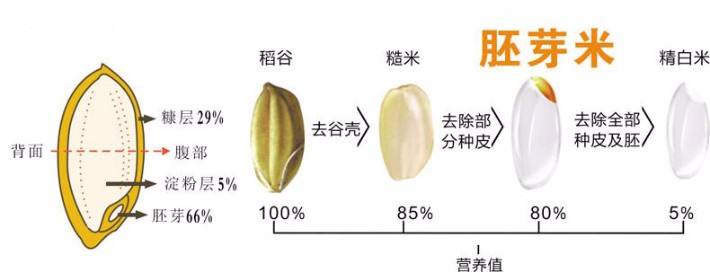 胚芽米
稻谷
糙米
精白米
糠层29%
背面
腹部
淀粉层5%
胚芽66%
去谷壳
去除部
分种皮
去除全部
种皮及胚
100%
85%
80%
5%
营养值